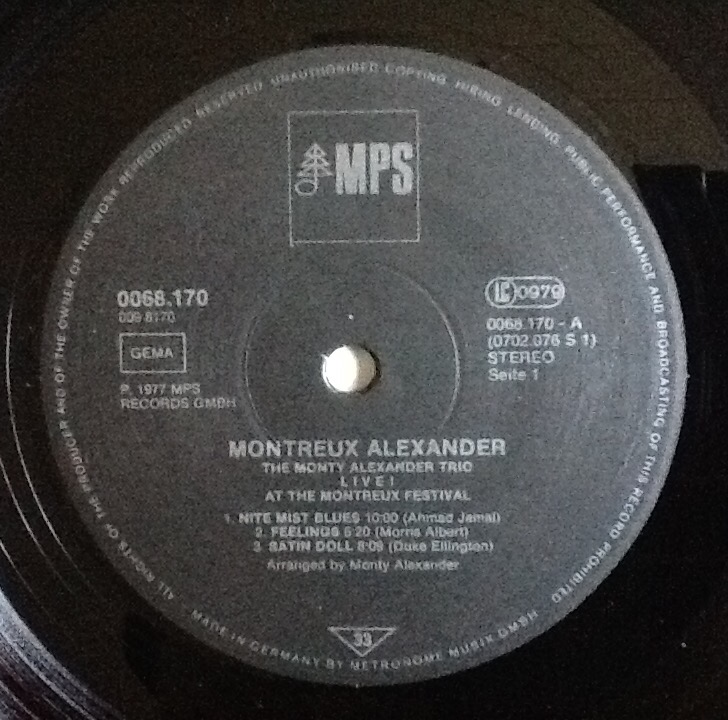 ALL RIGHTS OF THE PRODUCER AND OF THE OWNER OF THE WORK REPRODUCED RESERVED UNAUTHORISED COPYING, HIRING, LENDING, PUBLIC PERFORMANCE AND BROADCASTING OF THIS RECORD PROHIBITED
MPS
0068.170
009 8170
GEMA
P. 1977 MPS
RECORDS GMBH
LC 0979
0068.170 - A
(0702.076 S 1)
STEREO
Seite 1
MONTREUX ALEXANDER
THE MONTY ALEXANDER TRIO
LIVE!
AT THE MONTREUX FESTIVAL
1. NITE MIST BLUES 10:00 (Ahmad Jamal)
2. FEELINGS 6:20 (Morris Albert)
3. SATIN DOLL 8:09 (Duke Ellington)
Arranged by Monty Alexander
33
MADE IN GERMANY BY METRONOME MUSIK GMBH